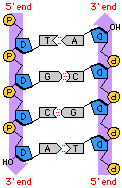 5'end 3'end
OH
P
D T A D
P P
D G C D
P P
D C G D
P P
D A T D
HO P
3'end 5'end